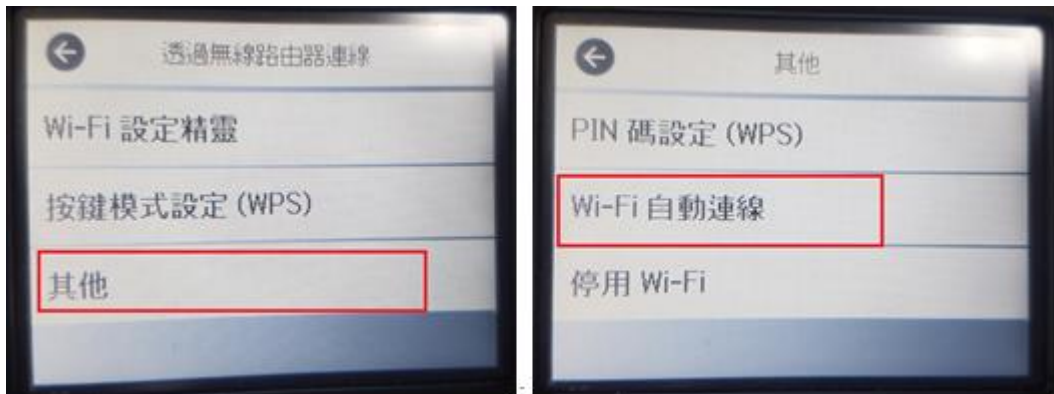 透過無線路由器連線
Wi-Fi 設定精靈
按鍵模式設定 (WPS)
其他
其他
PIN 碼設定 (WPS)
Wi-Fi 自動連線
停用 Wi-Fi